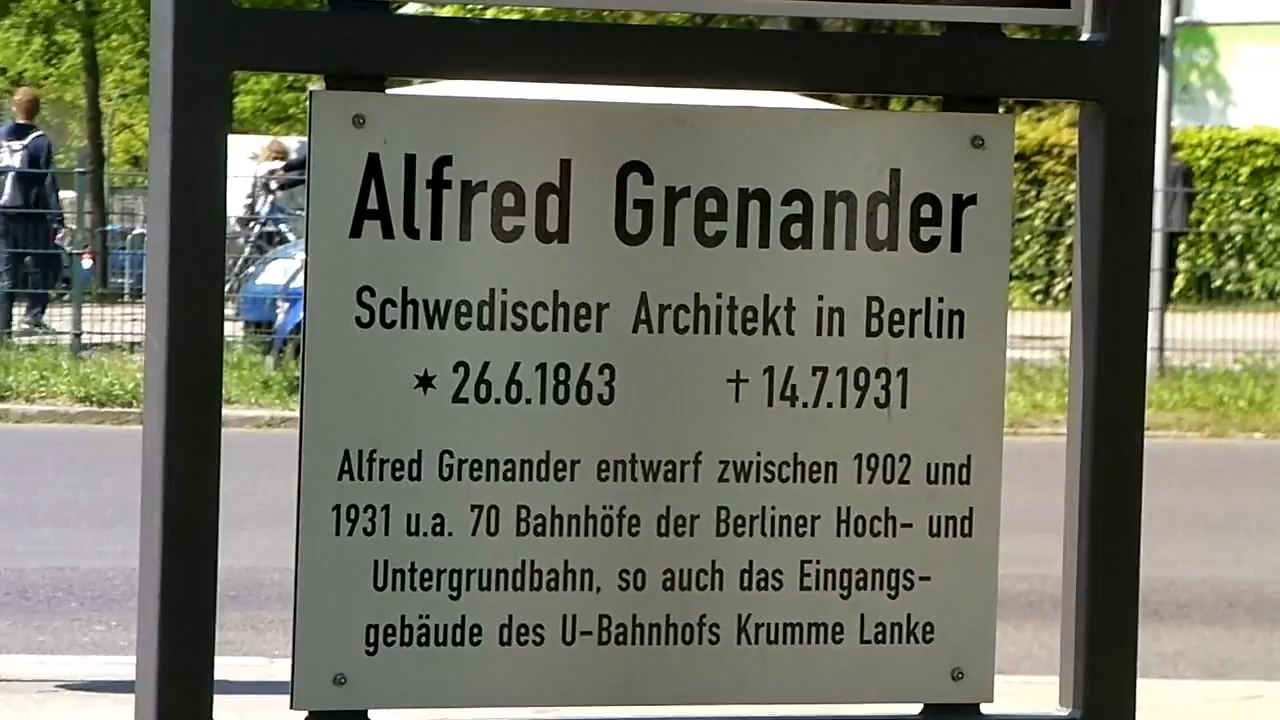 Alfred Grenander
Schwedischer Architekt in Berlin
✶ 26.6.1863 † 14.7.1931
Alfred Grenander entwarf zwischen 1902 und
1931 u.a. 70 Bahnhöfe der Berliner Hoch- und
Untergrundbahn, so auch das Eingangs-
gebäude des U-Bahnhofs Krumme Lanke